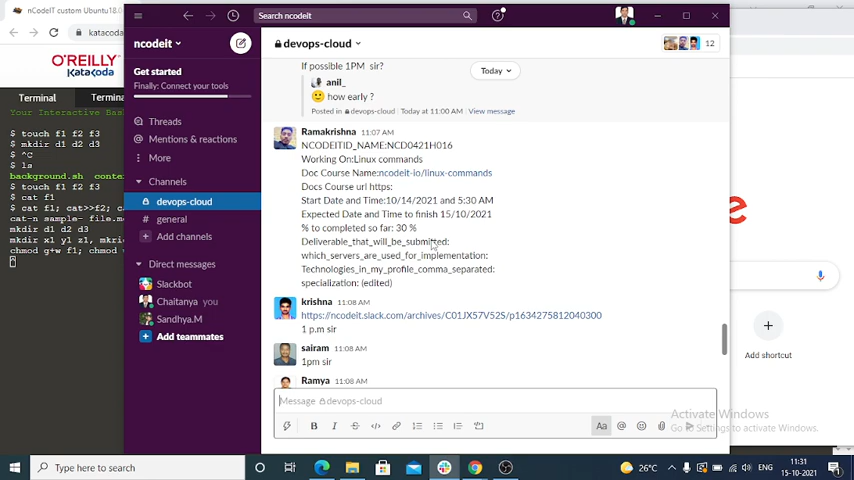 nCodeIT custom Ubuntu18.0
katacoda
O'REILLY
Katacoda
Terminal
Termina
Your Interactive Bas
$ touch f1 f2 f3
$ mkdir d1 d2 d3
$ ^C
$ ls
background.sh conte
$ touch f1 f2 f3
$ cat f1
$ cat f1; cat>>f2; c
cat-n sample- file.m
mkdir d1 d2 d3
mkdir x1 y1 z1, mkri
chmod g+w f1; chmod
Search ncodeit
ncodeit
Get started
Finally: Connect your tools
Threads
Mentions & reactions
More
Channels
devops-cloud
# general
+ Add channels
Direct messages
Slackbot
Chaitanya you
Sandhya.M
+ Add teammates
devops-cloud
12
If possible 1PM sir?
Today
anil_
how early ?
Posted in devops-cloud | Today at 11:00 AM | View message
Ramakrishna 11:07 AM
NCODEITID_NAME:NCD0421H016
Working On:Linux commands
Doc Course Name:ncodeit-io/linux-commands
Docs Course url https:
Start Date and Time:10/14/2021 and 5:30 AM
Expected Date and Time to finish 15/10/2021
% to completed so far: 30 %
Deliverable_that_will_be_submitted:
which_servers_are_used_for_implementation:
Technologies_in_my_profile_comma_separated:
specialization: (edited)
krishna 11:08 AM
https://ncodeit.slack.com/archives/C01JX57V52S/p1634275812040300
1 p.m sir
sairam 11:08 AM
1pm sir
Ramya 11:08 AM
Message devops-cloud
B I S </> Aa @
e
Add shortcut
Activate Windows
Go to Settings to activate Windows.
Type here to search
26°C
ENG
11:31
15-10-2021
1